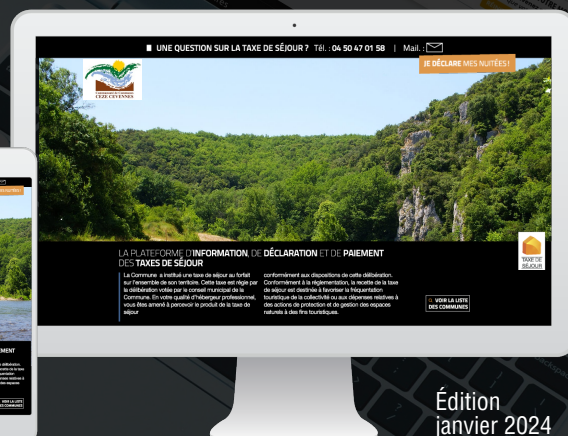 UNE QUESTION SUR LA TAXE DE SÉJOUR ? Tél. : 04 50 47 01 58 | Mail. :
JE DÉCLARE MES NUITÉES !
CEZE CEVENNES
LA PLATEFORME D'INFORMATION, DE DÉCLARATION ET DE PAIEMENT
DES TAXES DE SÉJOUR
La Commune a institué une taxe de séjour au forfait
sur l'ensemble de son territoire. Cette taxe est régie par
la délibération votée par le conseil municipal de la
Commune. En votre qualité d'hébergeur professionnel,
vous êtes amené à percevoir le produit de la taxe de
séjour
conformément aux dispositions de cette délibération.
Conformément à la réglementation, la recette de la taxe
de séjour est destinée à favoriser la fréquentation
touristique de la collectivité ou aux dépenses relatives à
des actions de protection et de gestion des espaces
naturels à des fins touristiques.
TAXE DE
SÉJOUR
VOIR LA LISTE
DES COMMUNES
Édition
janvier 2024